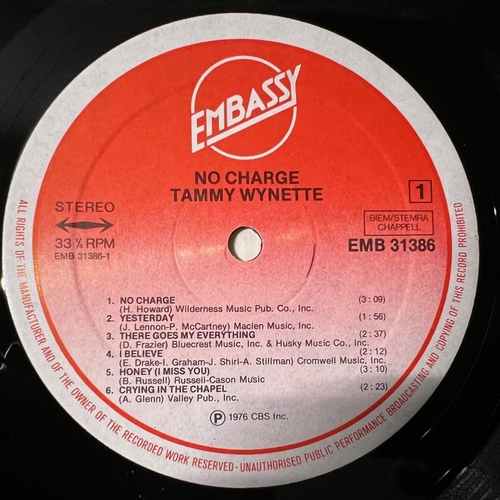 EMBASSY
NO CHARGE
TAMMY WYNETTE
STEREO
33⅓ RPM
EMB 31386-1
1
BIEM/STEMRA
CHAPPELL
EMB 31386
1. NO CHARGE (3:09)
(H. Howard) Wilderness Music Pub. Co., Inc.
2. YESTERDAY (1:56)
(J. Lennon-P. McCartney) Maclen Music, Inc.
3. THERE GOES MY EVERYTHING (2:37)
(D. Frazier) Bluecrest Music, Inc. & Husky Music Co., Inc.
4. I BELIEVE (2:12)
(E. Drake-I. Graham-J. Shirl-A. Stillman) Cromwell Music, Inc.
5. HONEY (I MISS YOU) (3:10)
(B. Russell) Russell-Cason Music
6. CRYING IN THE CHAPEL (2:23)
(A. Glenn) Valley Pub., Inc.
Ⓟ 1976 CBS Inc.
ALL RIGHTS OF THE MANUFACTURER AND OF THE OWNER OF THE RECORDED WORK RESERVED-UNAUTHORISED PUBLIC PERFORMANCE BROADCASTING AND COPYING OF THIS RECORD PROHIBITED